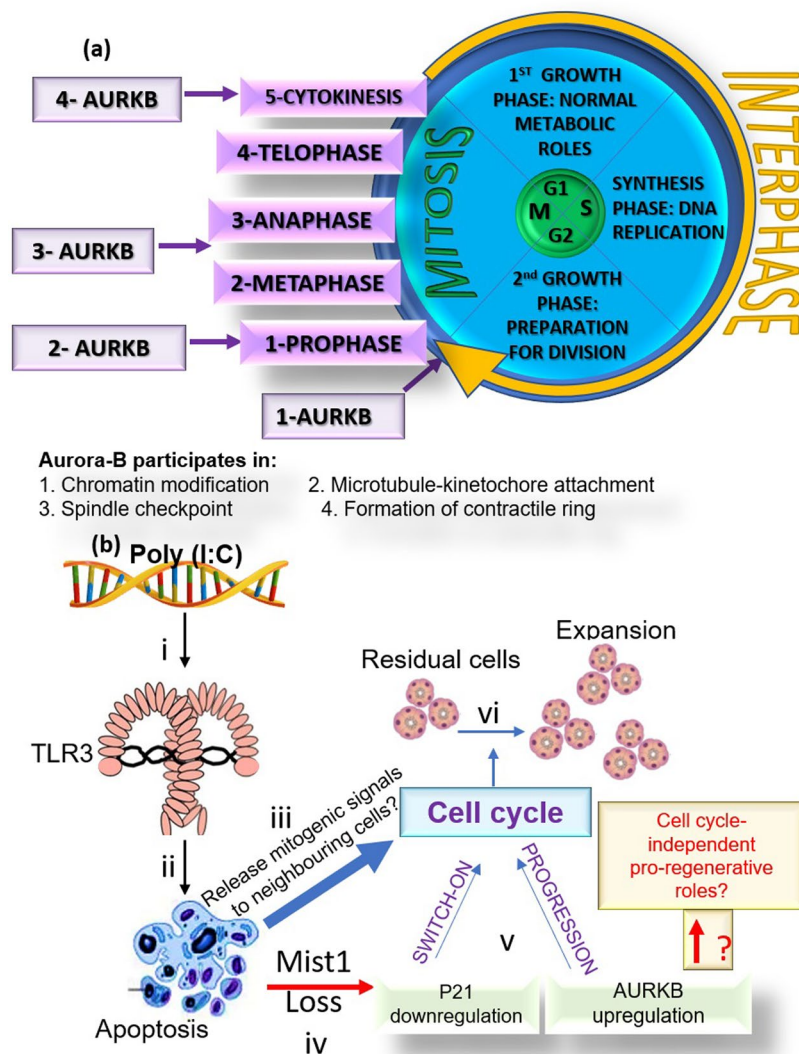 (a)
4- AURKB
5-CYTOKINESIS
4-TELOPHASE
3- AURKB
3-ANAPHASE
2-METAPHASE
2- AURKB
1-PROPHASE
1-AURKB
MITOSIS
1ST GROWTH
PHASE: NORMAL
METABOLIC
ROLES
G1
M
S
G2
SYNTHESIS
PHASE: DNA
REPLICATION
2nd GROWTH
PHASE:
PREPARATION
FOR DIVISION
INTERPHASE
Aurora-B participates in:
1. Chromatin modification
2. Microtubule-kinetochore attachment
3. Spindle checkpoint
4. Formation of contractile ring
(b)
Poly (I:C)
i
TLR3
ii
Apoptosis
iii
Release mitogenic signals
to neighbouring cells?
Mist1
Loss
iv
Residual cells
vi
Expansion
Cell cycle
SWITCH-ON
PROGRESSION
v
P21
downregulation
AURKB
upregulation
?
Cell cycle-
independent
pro-regenerative
roles?